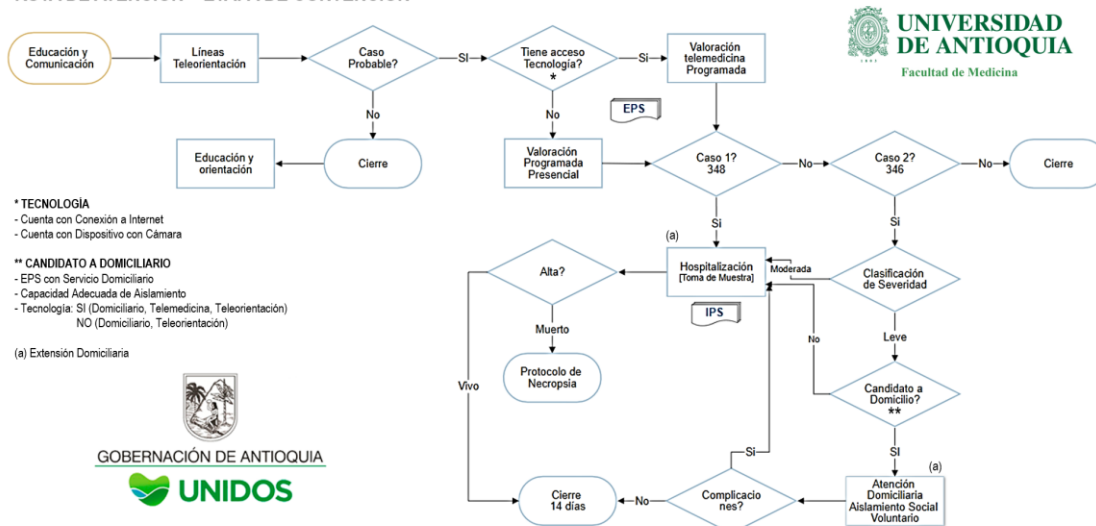 UNIVERSIDAD
DE ANTIOQUIA
1803
Facultad de Medicina
Educación y
Comunicación
Líneas
Teleorientación
Caso
Probable?
SI
Tiene acceso
Tecnología?
*
Si
Valoración
telemedicina
Programada
No
No
EPS
Educación y
orientación
Cierre
Valoración
Programada
Presencial
Caso 1?
348
No
Caso 2?
346
No
Cierre
* TECNOLOGÍA
- Cuenta con Conexión a Internet
- Cuenta con Dispositivo con Cámara
Si
Si
** CANDIDATO A DOMICILIARIO
- EPS con Servicio Domiciliario
- Capacidad Adecuada de Aislamiento
- Tecnología: SI (Domiciliario, Telemedicina, Teleorientación)
NO (Domiciliario, Teleorientación)
(a) Extensión Domiciliaria
Alta?
(a)
Hospitalización
[Toma de Muestra]
Moderada
Clasificación
de Severidad
IPS
Muerto
No
Leve
Vivo
Protocolo de
Necropsia
Candidato a
Domicilio?
**
GOBERNACIÓN DE ANTIOQUIA
UNIDOS
Si
SI
(a)
Cierre
14 días
No
Complicacio
nes?
Atención
Domiciliaria
Aislamiento Social
Voluntario